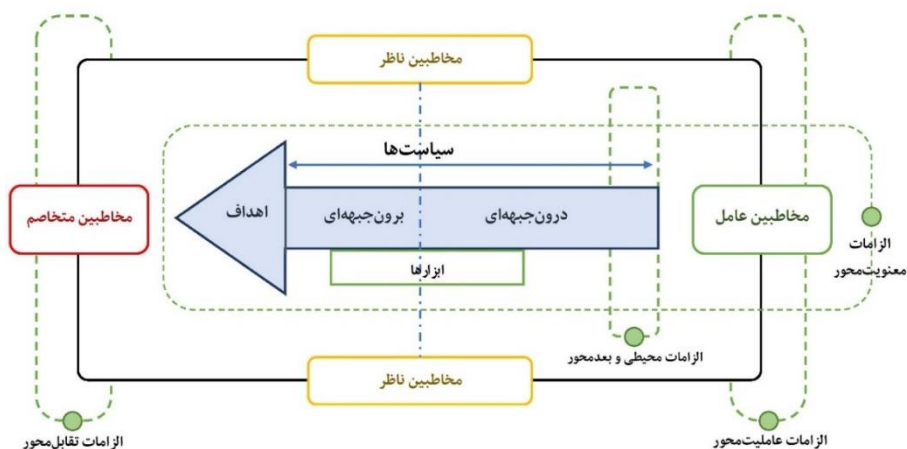 مخاطبین ناظر
سیاست‌ها
مخاطبین عامل
درون‌جبهه‌ای
برون‌جبهه‌ای
اهداف
مخاطبین متخاصم
ابزارها
الزامات
معنویت‌محور
الزامات محیطی و بعدمحور
مخاطبین ناظر
الزامات عاملیت‌محور
الزامات تقابل‌محور